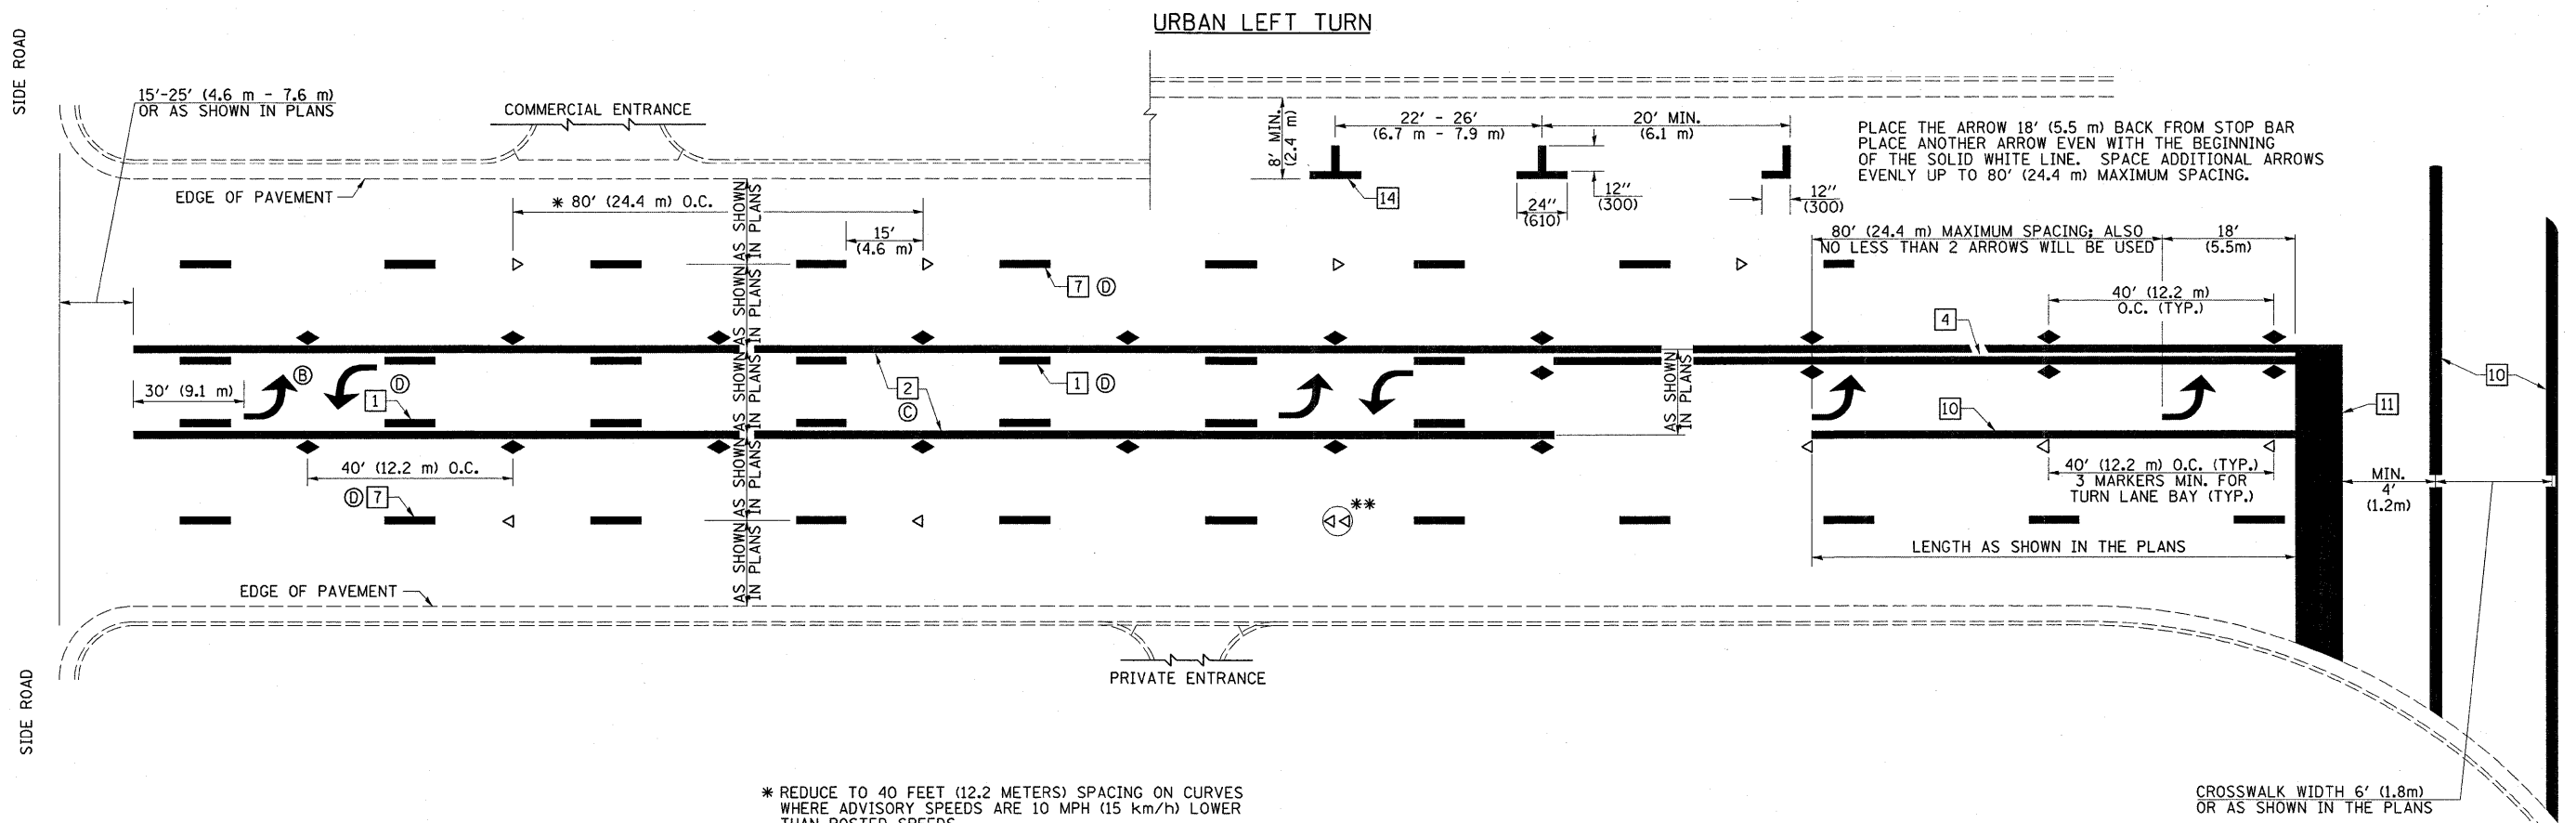 URBAN LEFT TURN
SIDE ROAD
15'-25' (4.6 m - 7.6 m)
OR AS SHOWN IN PLANS
COMMERCIAL ENTRANCE
EDGE OF PAVEMENT
8' MIN.
(2.4 m)
22' - 26'
(6.7 m - 7.9 m)
20' MIN.
(6.1 m)
14
24"
(610)
12"
(300)
12"
(300)
PLACE THE ARROW 18' (5.5 m) BACK FROM STOP BAR
PLACE ANOTHER ARROW EVEN WITH THE BEGINNING
OF THE SOLID WHITE LINE. SPACE ADDITIONAL ARROWS
EVENLY UP TO 80' (24.4 m) MAXIMUM SPACING.
* 80' (24.4 m) O.C.
15'
(4.6 m)
7 D
AS SHOWN
IN PLANS
AS SHOWN
IN PLANS
AS SHOWN
IN PLANS
AS SHOWN
IN PLANS
AS SHOWN
IN PLANS
80' (24.4 m) MAXIMUM SPACING; ALSO
NO LESS THAN 2 ARROWS WILL BE USED
18'
(5.5m)
40' (12.2 m)
O.C. (TYP.)
4
30' (9.1 m)
B
D
1
1 D
2
C
AS SHOWN
IN PLANS
10
11
10
40' (12.2 m) O.C.
D 7
**
40' (12.2 m) O.C. (TYP.)
3 MARKERS MIN. FOR
TURN LANE BAY (TYP.)
MIN.
4'
(1.2m)
LENGTH AS SHOWN IN THE PLANS
EDGE OF PAVEMENT
PRIVATE ENTRANCE
SIDE ROAD
* REDUCE TO 40 FEET (12.2 METERS) SPACING ON CURVES
WHERE ADVISORY SPEEDS ARE 10 MPH (15 km/h) LOWER
THAN POSTED SPEEDS
CROSSWALK WIDTH 6' (1.8m)
OR AS SHOWN IN THE PLANS